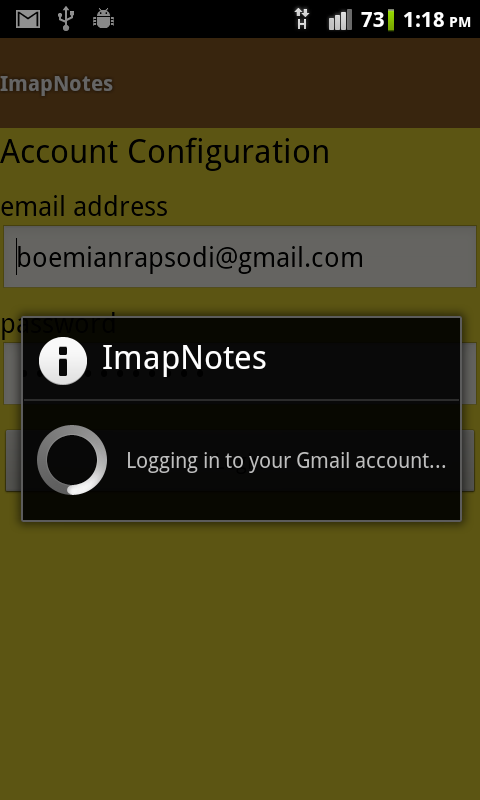 H 73 1:18 PM
ImapNotes
Account Configuration
email address
boemianrapsodi@gmail.com
password
ImapNotes
Logging in to your Gmail account...